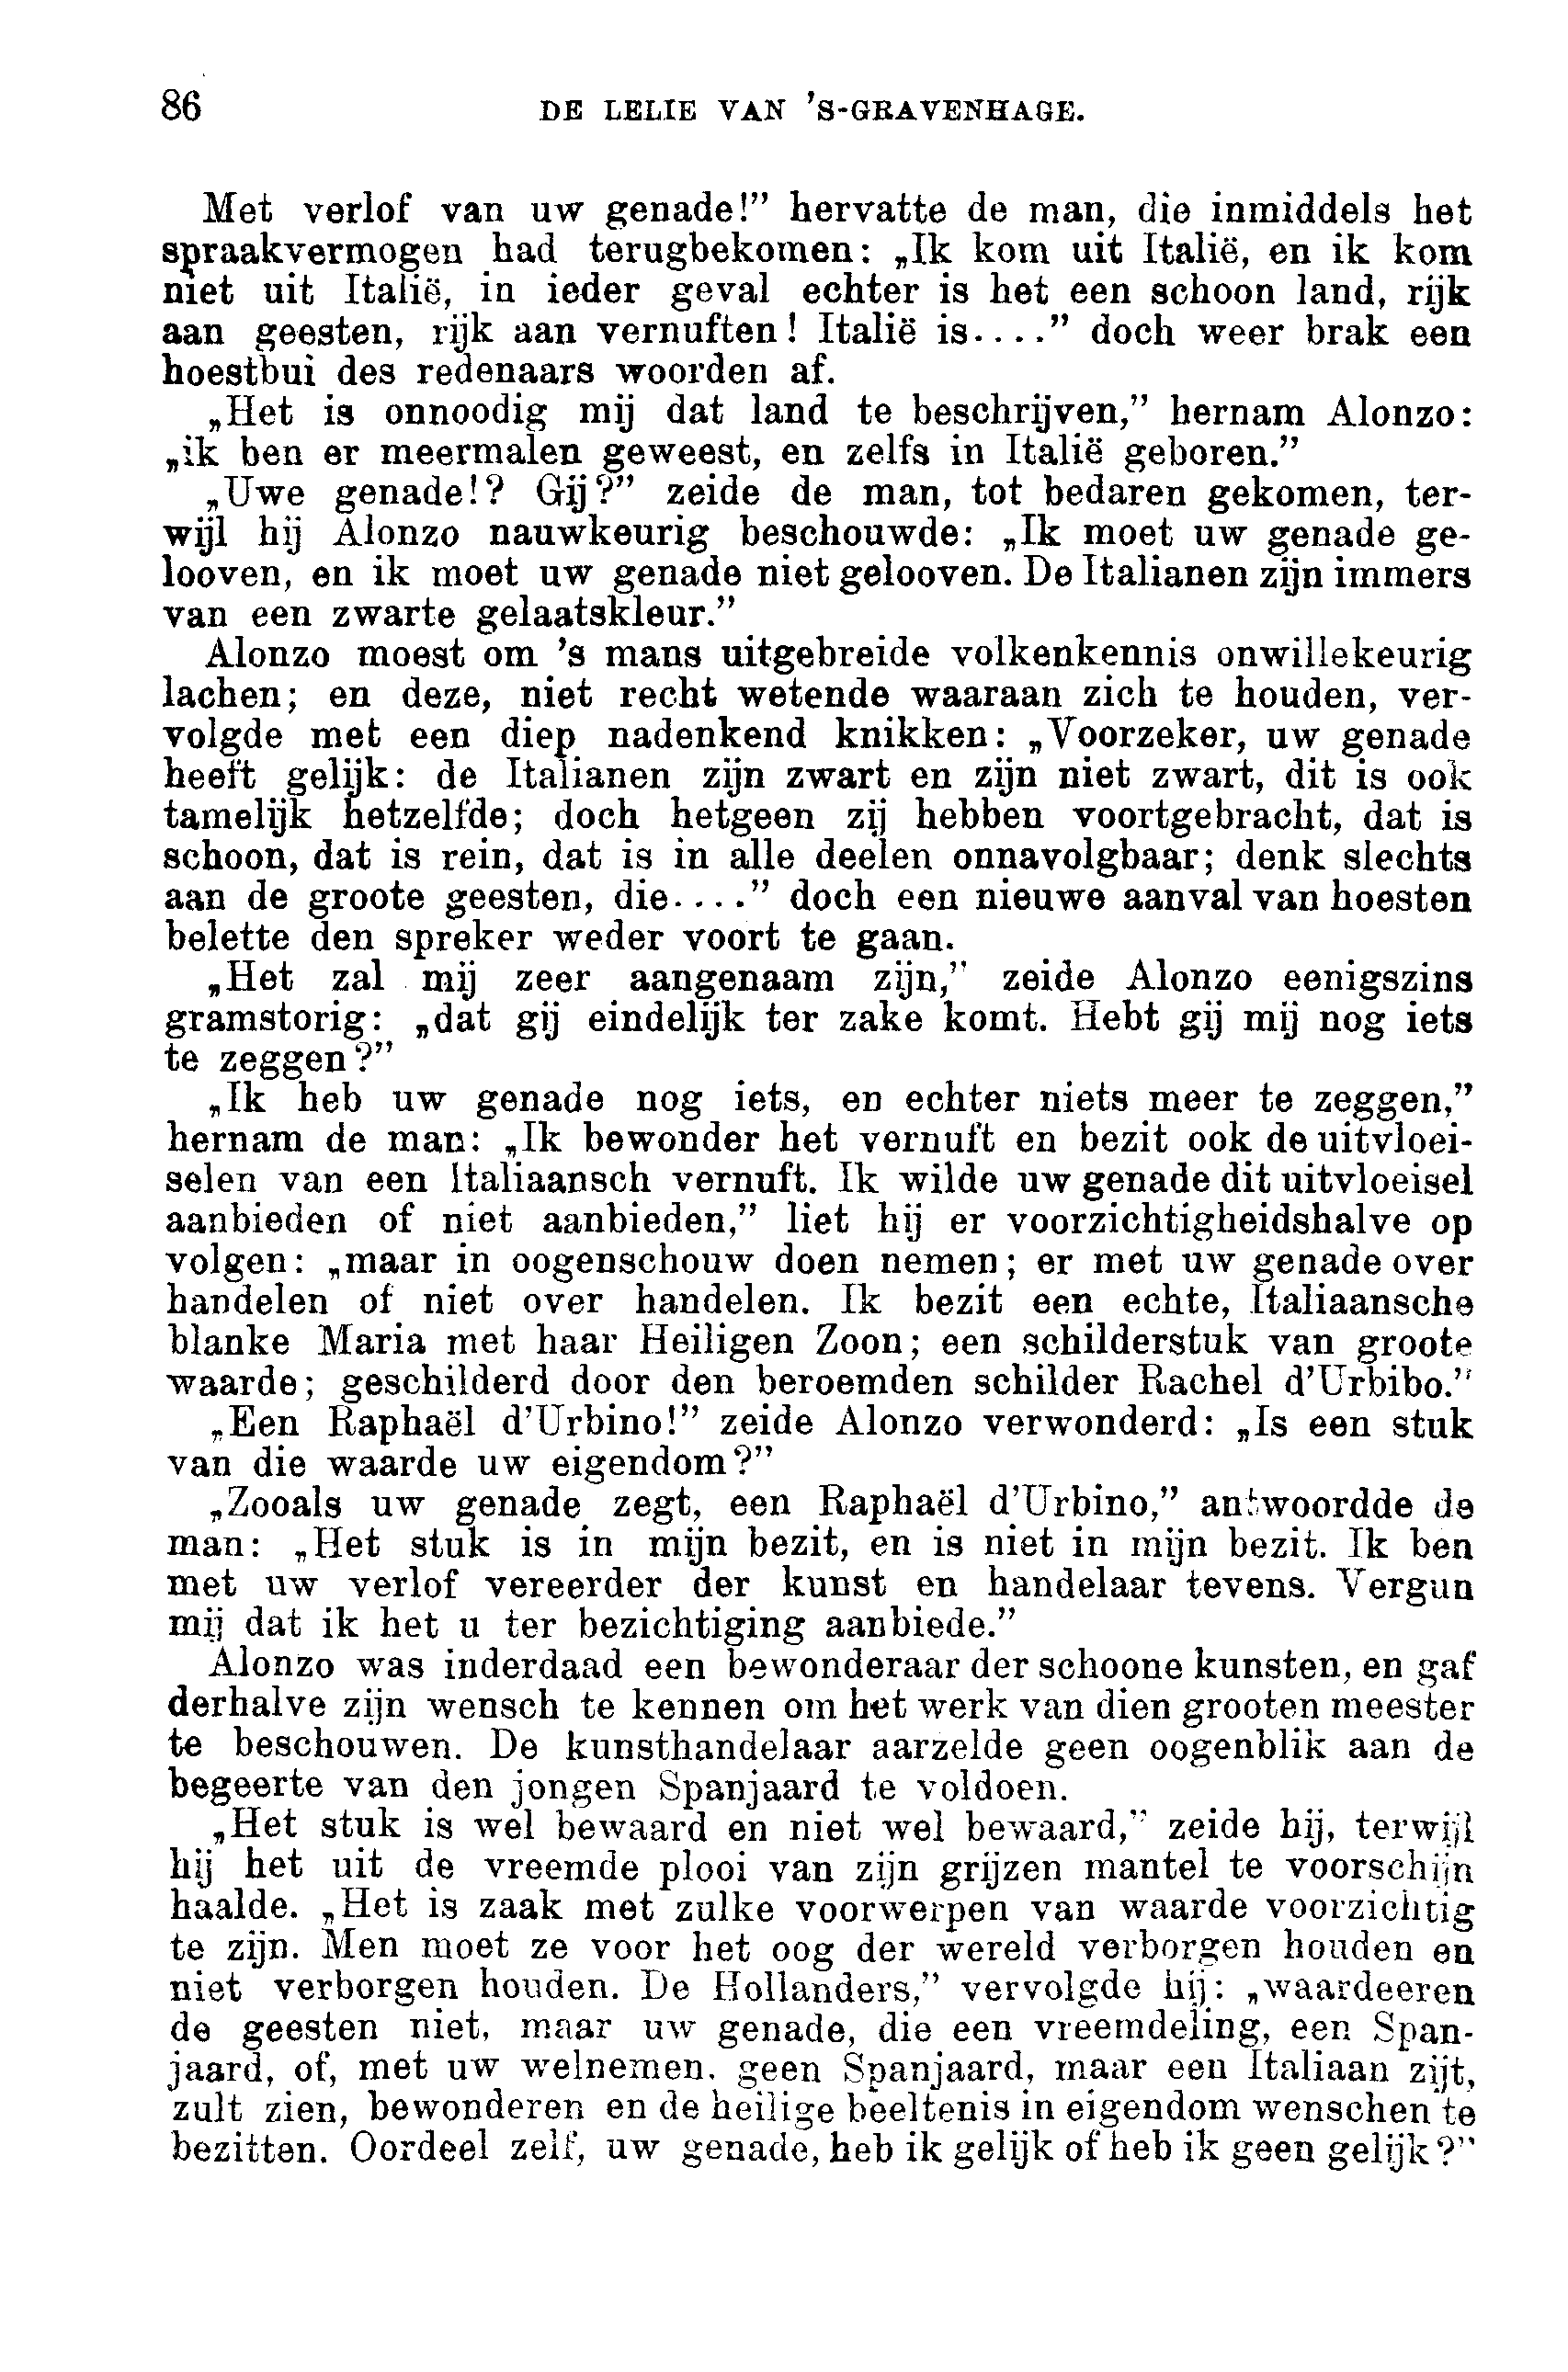 86 DE LELIE VAN 'S-GRAVENHAGE.
Met verlof van uw genade!” hervatte de man, die inmiddels het
spraakvermogen had terugbekomen: „Ik kom uit Italië, en ik kom
niet uit Italië, in ieder geval echter is het een schoon land, rijk
aan geesten, rijk aan vernuften! Italië is....” doch weer brak een
hoestbui des redenaars woorden af.
„Het is onnoodig mij dat land te beschrijven,” hernam Alonzo:
„ik ben er meermalen geweest, en zelfs in Italië geboren.”
„Uwe genade!? Gij?” zeide de man, tot bedaren gekomen, ter-
wijl hij Alonzo nauwkeurig beschouwde: „Ik moet uw genade ge-
looven, en ik moet uw genade niet gelooven. De Italianen zijn immers
van een zwarte gelaatskleur.”
Alonzo moest om 's mans uitgebreide volkenkennis onwillekeurig
lachen; en deze, niet recht wetende waaraan zich te houden, ver-
volgde met een diep nadenkend knikken: „Voorzeker, uw genade
heeft gelijk: de Italianen zijn zwart en zijn niet zwart, dit is ook
tamelijk hetzelfde; doch hetgeen zij hebben voortgebracht, dat is
schoon, dat is rein, dat is in alle deelen onnavolgbaar; denk slechts
aan de groote geesten, die....” doch een nieuwe aanval van hoesten
belette den spreker weder voort te gaan.
„Het zal mij zeer aangenaam zijn,” zeide Alonzo eenigszins
gramstorig: „dat gij eindelijk ter zake komt. Hebt gij mij nog iets
te zeggen?”
„Ik heb uw genade nog iets, en echter niets meer te zeggen,”
hernam de man: „Ik bewonder het vernuft en bezit ook de uitvloei-
selen van een Italiaansch vernuft. Ik wilde uw genade dit uitvloeisel
aanbieden of niet aanbieden,” liet hij er voorzichtigheidshalve op
volgen: „maar in oogenschouw doen nemen; er met uw genade over
handelen of niet over handelen. Ik bezit een echte, Italiaansche
blanke Maria met haar Heiligen Zoon; een schilderstuk van groote
waarde; geschilderd door den beroemden schilder Rachel d'Urbibo.”
„Een Raphaël d'Urbino!” zeide Alonzo verwonderd: „Is een stuk
van die waarde uw eigendom?”
„Zooals uw genade zegt, een Raphaël d'Urbino,” antwoordde de
man: „Het stuk is in mijn bezit, en is niet in mijn bezit. Ik ben
met uw verlof vereerder der kunst en handelaar tevens. Vergun
mij dat ik het u ter bezichtiging aanbiede.”
Alonzo was inderdaad een bewonderaar der schoone kunsten, en gaf
derhalve zijn wensch te kennen om het werk van dien grooten meester
te beschouwen. De kunsthandelaar aarzelde geen oogenblik aan de
begeerte van den jongen Spanjaard te voldoen.
„Het stuk is wel bewaard en niet wel bewaard,” zeide hij, terwijl
hij het uit de vreemde plooi van zijn grijzen mantel te voorschijn
haalde. „Het is zaak met zulke voorwerpen van waarde voorzichtig
te zijn. Men moet ze voor het oog der wereld verborgen houden en
niet verborgen houden. De Hollanders,” vervolgde hij: „waardeeren
de geesten niet, maar uw genade, die een vreemdeling, een Span-
jaard, of, met uw welnemen. geen Spanjaard, maar een Italiaan zijt,
zult zien, bewonderen en de heilige beeltenis in eigendom wenschen te
bezitten. Oordeel zelf, uw genade, heb ik gelijk of heb ik geen gelijk?”